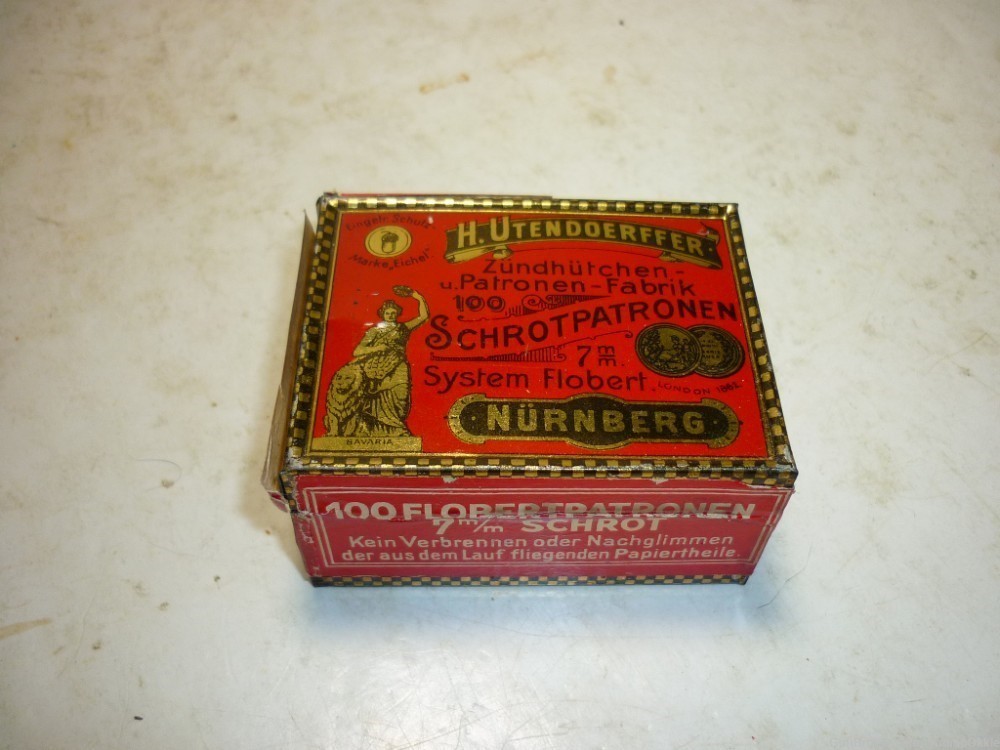 H. UTENDOERFFER.
Eingetr. Schutz-
Marke „Eichel"
Zündhütchen-
u. Patronen-Fabrik
100
SCHROTPATRONEN
7 m/m.
System Flobert.
LONDON 1862.
NÜRNBERG
BAVARIA
100 FLOBERTPATRONEN
7 m/m SCHROT
Kein Verbrennen oder Nachglimmen
der aus dem Lauf fliegenden Papiertheile.